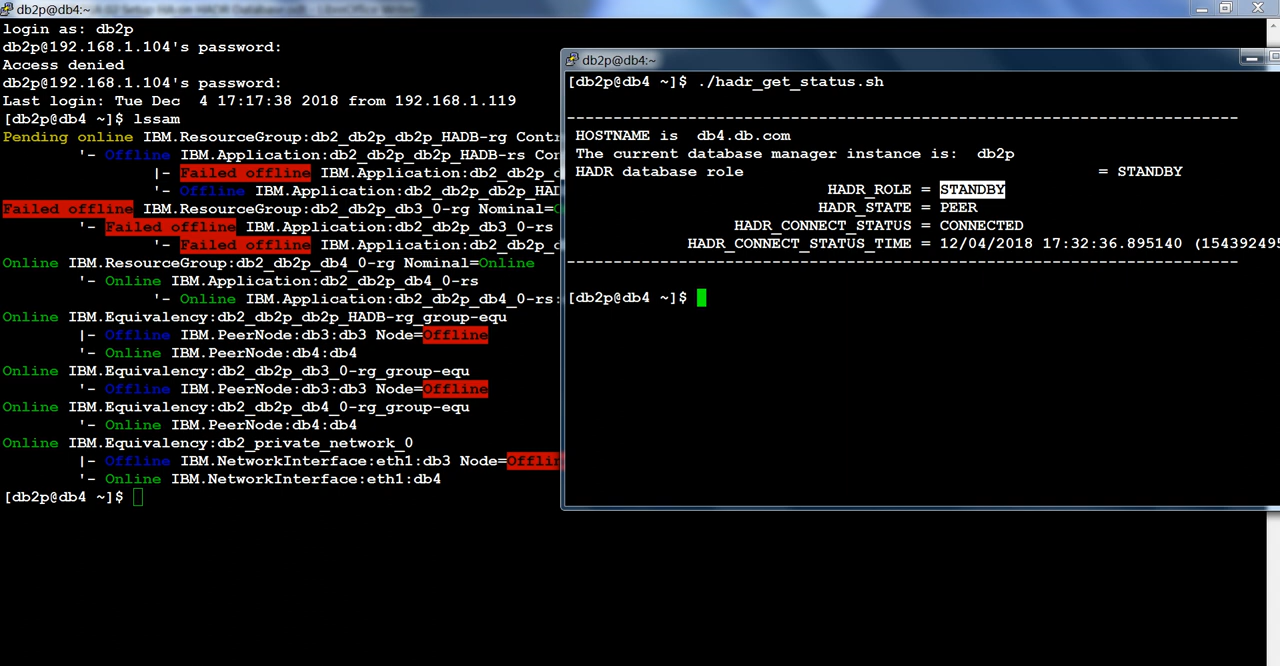 db2p@db4:~
login as: db2p
db2p@192.168.1.104's password:
Access denied
db2p@192.168.1.104's password:
Last login: Tue Dec  4 17:17:38 2018 from 192.168.1.119
[db2p@db4 ~]$ lssam
Pending online IBM.ResourceGroup:db2_db2p_db2p_HADB-rg Contr
'- Offline IBM.Application:db2_db2p_db2p_HADB-rs Con
|- Failed offline IBM.Application:db2_db2p_db2p_HAD
'- Offline IBM.Application:db2_db2p_db2p_HAD
Failed offline IBM.ResourceGroup:db2_db2p_db3_0-rg Nominal=O
'- Failed offline IBM.Application:db2_db2p_db3_0-rs
'- Failed offline IBM.Application:db2_db2p_d
Online IBM.ResourceGroup:db2_db2p_db4_0-rg Nominal=Online
'- Online IBM.Application:db2_db2p_db4_0-rs
'- Online IBM.Application:db2_db2p_db4_0-rs:
Online IBM.Equivalency:db2_db2p_db2p_HADB-rg_group-equ
|- Offline IBM.PeerNode:db3:db3 Node=Offline
'- Online IBM.PeerNode:db4:db4
Online IBM.Equivalency:db2_db2p_db3_0-rg_group-equ
'- Offline IBM.PeerNode:db3:db3 Node=Offline
Online IBM.Equivalency:db2_db2p_db4_0-rg_group-equ
'- Online IBM.PeerNode:db4:db4
Online IBM.Equivalency:db2_private_network_0
|- Offline IBM.NetworkInterface:eth1:db3 Node=Offlin
'- Online IBM.NetworkInterface:eth1:db4
[db2p@db4 ~]$
db2p@db4:~
[db2p@db4 ~]$ ./hadr_get_status.sh
--------------------------------------------------------------------------------
HOSTNAME is  db4.db.com
The current database manager instance is:  db2p
HADR database role = STANDBY
HADR_ROLE = STANDBY
HADR_STATE = PEER
HADR_CONNECT_STATUS = CONNECTED
HADR_CONNECT_STATUS_TIME = 12/04/2018 17:32:36.895140 (154392495
--------------------------------------------------------------------------------
[db2p@db4 ~]$